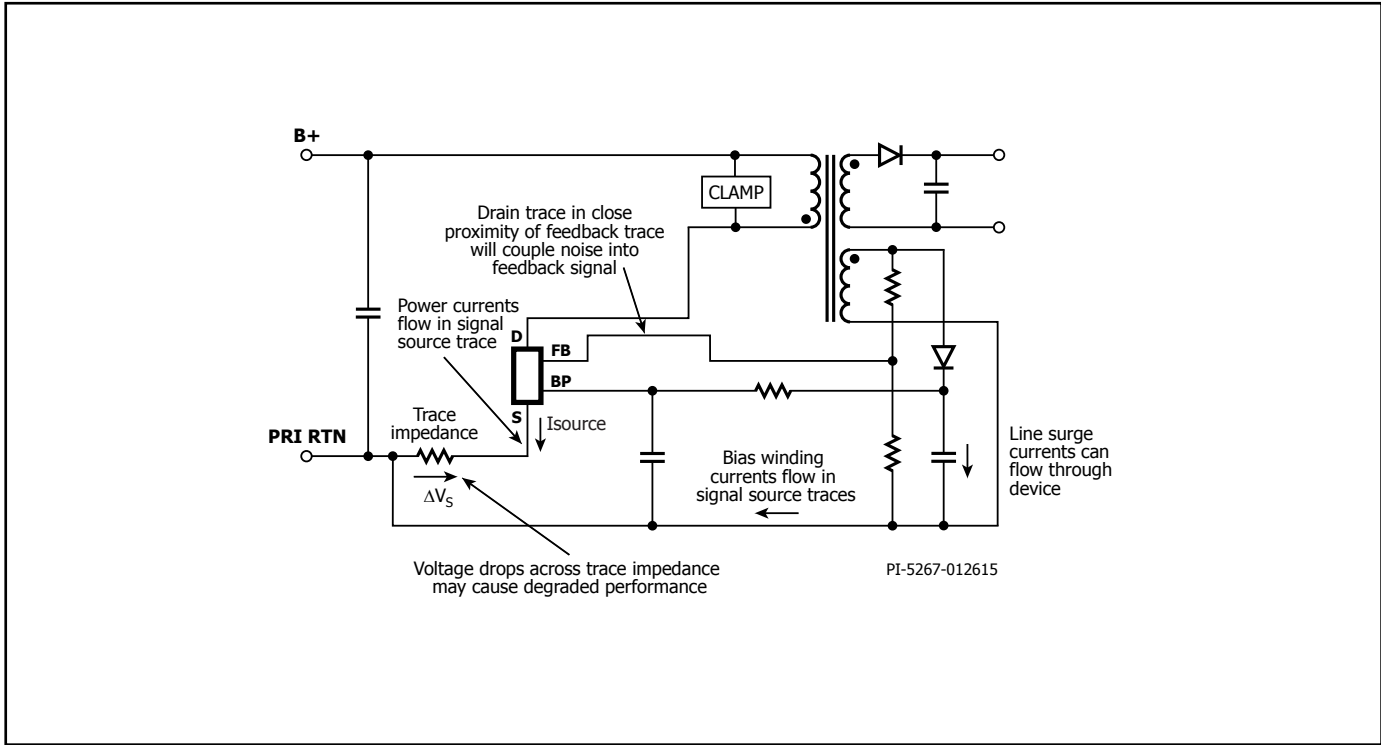 B+
CLAMP
Drain trace in close
proximity of feedback trace
will couple noise into
feedback signal
Power currents
flow in signal
source trace
D
FB
BP
S
Isource
Trace
impedance
PRI RTN
ΔVS
Bias winding
currents flow in
signal source traces
Line surge
currents can
flow through
device
Voltage drops across trace impedance
may cause degraded performance
PI-5267-012615